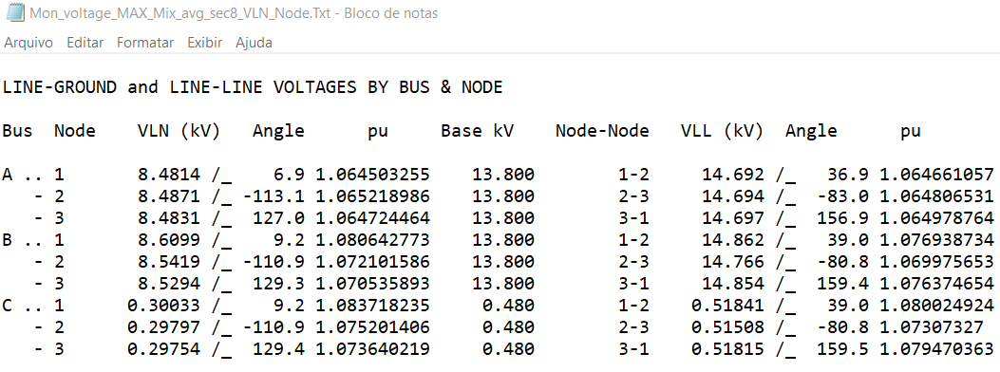 Mon_voltage_MAX_Mix_avg_sec8_VLN_Node.Txt - Bloco de notas
Arquivo Editar Formatar Exibir Ajuda
LINE-GROUND and LINE-LINE VOLTAGES BY BUS & NODE
Bus Node VLN (kV) Angle pu Base kV Node-Node VLL (kV) Angle pu
A .. 1 8.4814 /_ 6.9 1.064503255 13.800 1-2 14.692 /_ 36.9 1.064661057
- 2 8.4871 /_ -113.1 1.065218986 13.800 2-3 14.694 /_ -83.0 1.064806531
- 3 8.4831 /_ 127.0 1.064724464 13.800 3-1 14.697 /_ 156.9 1.064978764
B .. 1 8.6099 /_ 9.2 1.080642773 13.800 1-2 14.862 /_ 39.0 1.076938734
- 2 8.5419 /_ -110.9 1.072101586 13.800 2-3 14.766 /_ -80.8 1.069975653
- 3 8.5294 /_ 129.3 1.070535893 13.800 3-1 14.854 /_ 159.4 1.076374654
C .. 1 0.30033 /_ 9.2 1.083718235 0.480 1-2 0.51841 /_ 39.0 1.080024924
- 2 0.29797 /_ -110.9 1.075201406 0.480 2-3 0.51508 /_ -80.8 1.07307327
- 3 0.29754 /_ 129.4 1.073640219 0.480 3-1 0.51815 /_ 159.5 1.079470363